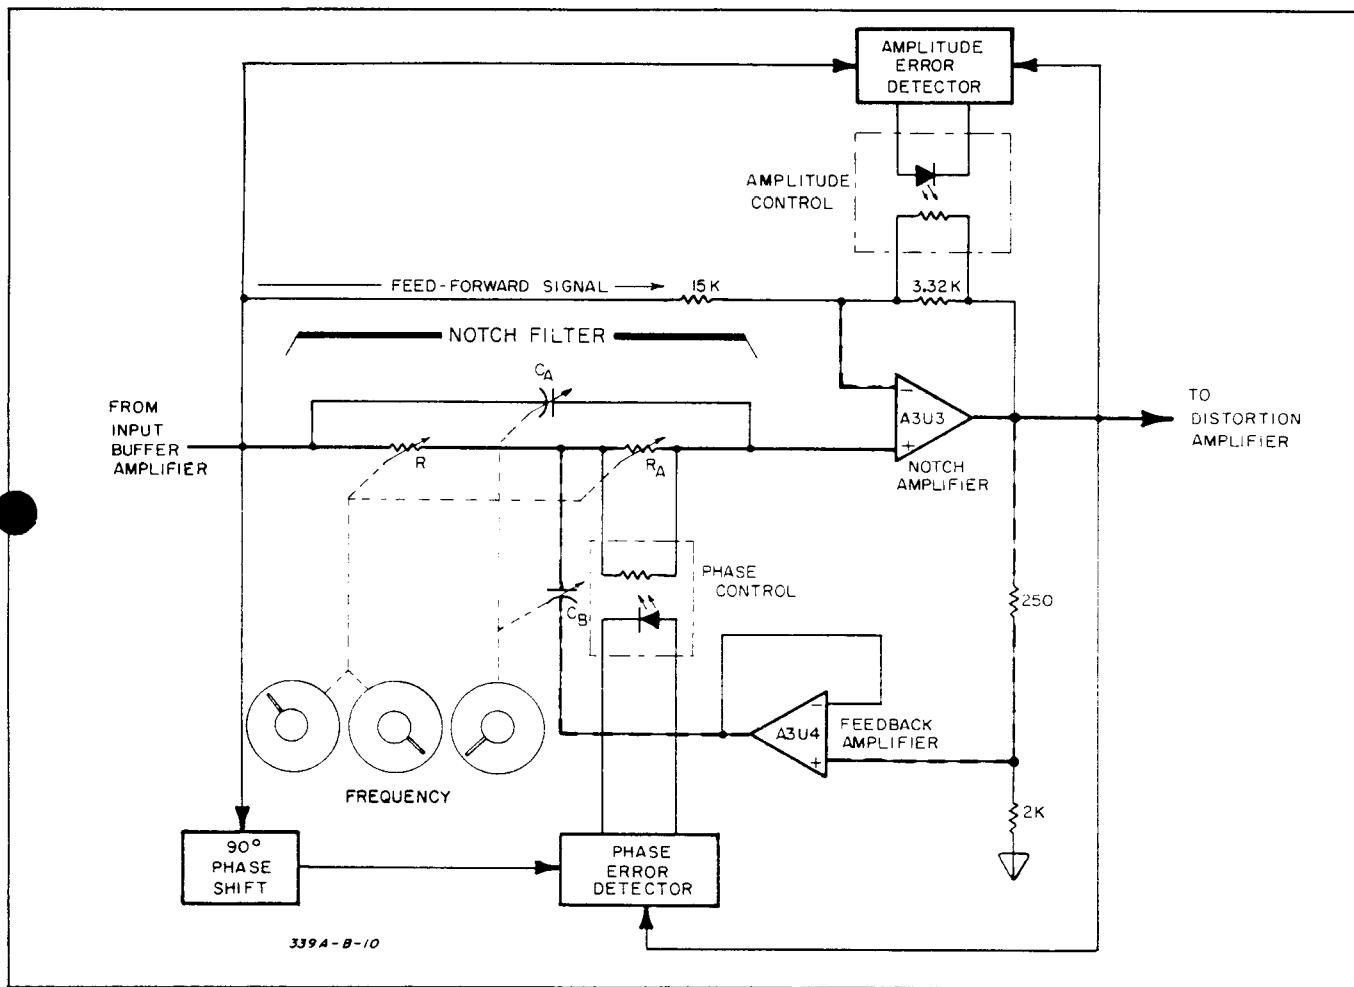 AMPLITUDE
ERROR
DETECTOR
AMPLITUDE
CONTROL
FEED-FORWARD SIGNAL
15K
3.32K
NOTCH FILTER
CA
FROM
INPUT
BUFFER
AMPLIFIER
R
RA
−
A3U3
+
NOTCH
AMPLIFIER
TO
DISTORTION
AMPLIFIER
PHASE
CONTROL
CB
250
−
A3U4
+
FEEDBACK
AMPLIFIER
FREQUENCY
2K
90°
PHASE
SHIFT
PHASE
ERROR
DETECTOR
339A-B-10